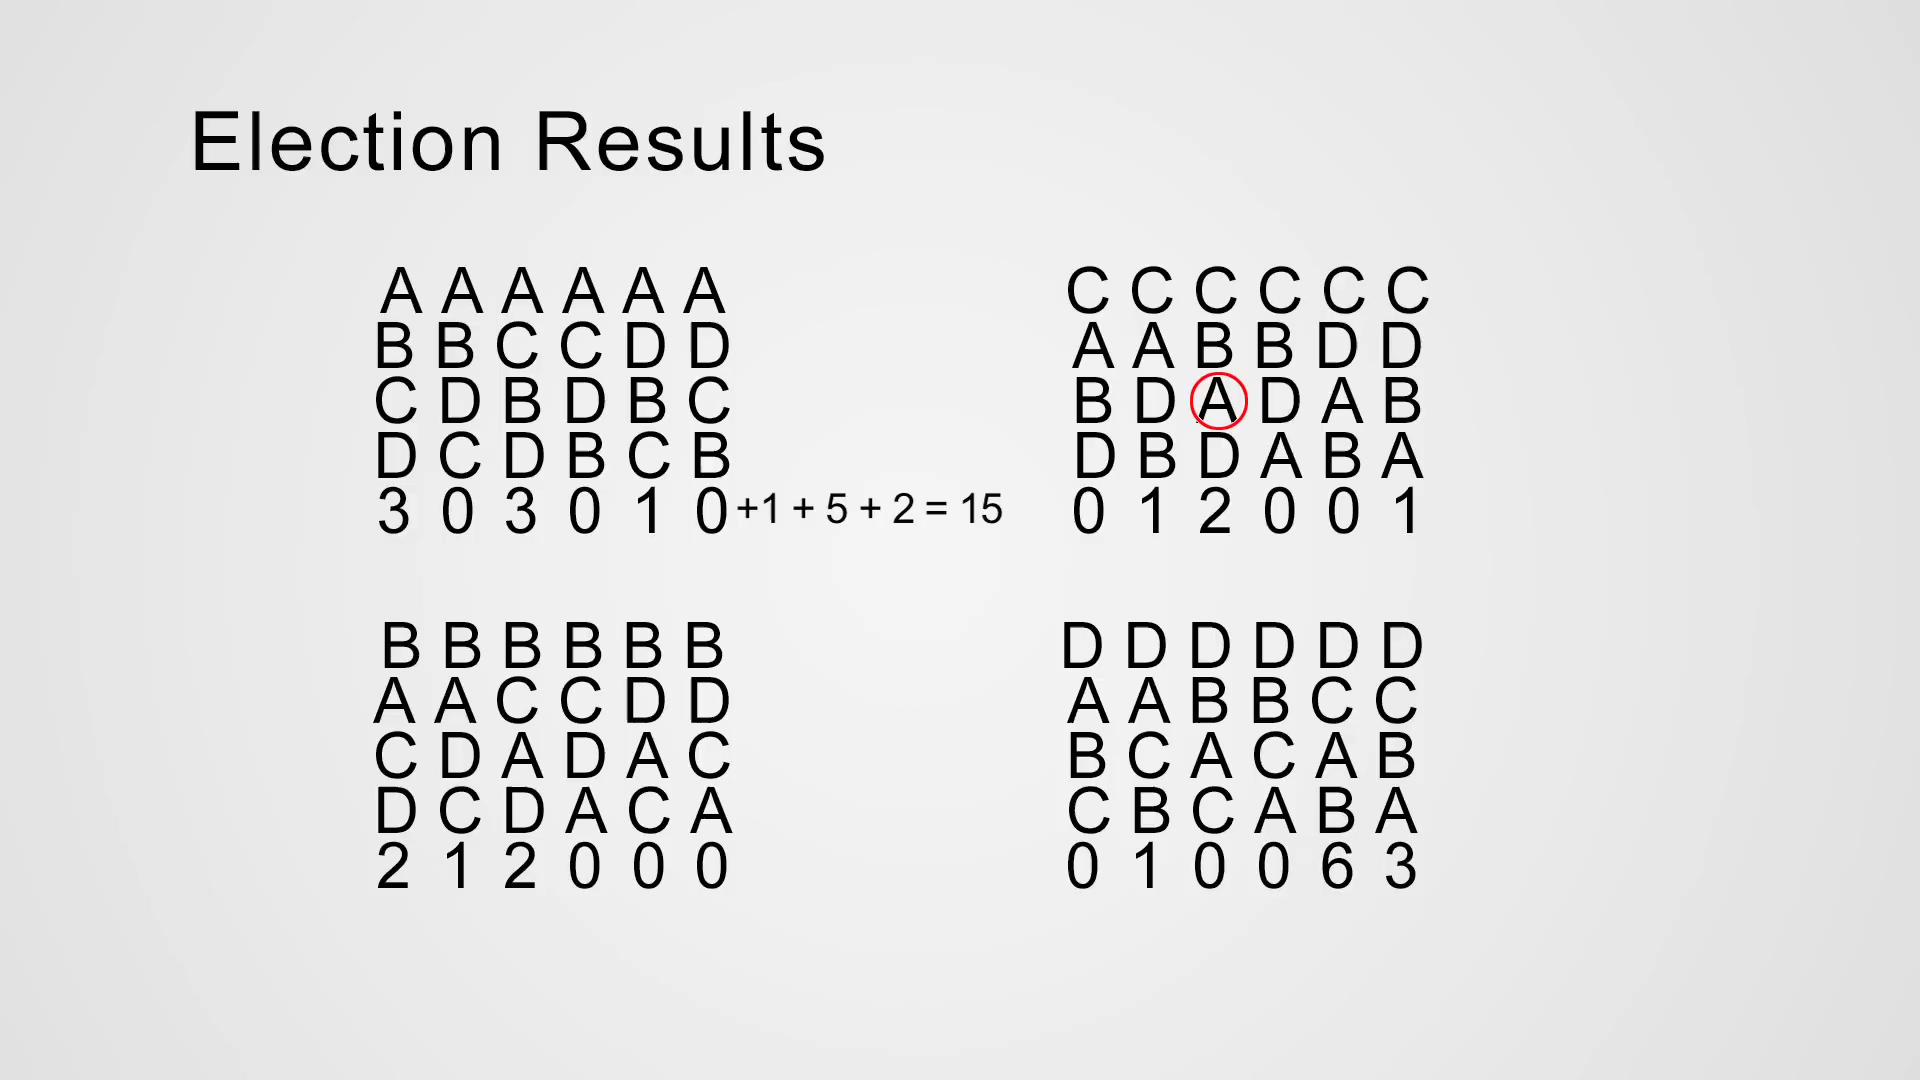 Election Results
A A A A A A
B B C C D D
C D B D B C
D C D B C B
3 0 3 0 1 0 +1 + 5 + 2 = 15
C C C C C C
A A B B D D
B D A D A B
D B D A B A
0 1 2 0 0 1
B B B B B B
A A C C D D
C D A D A C
D C D A C A
2 1 2 0 0 0
D D D D D D
A A B B C C
B C A C A B
C B C A B A
0 1 0 0 6 3